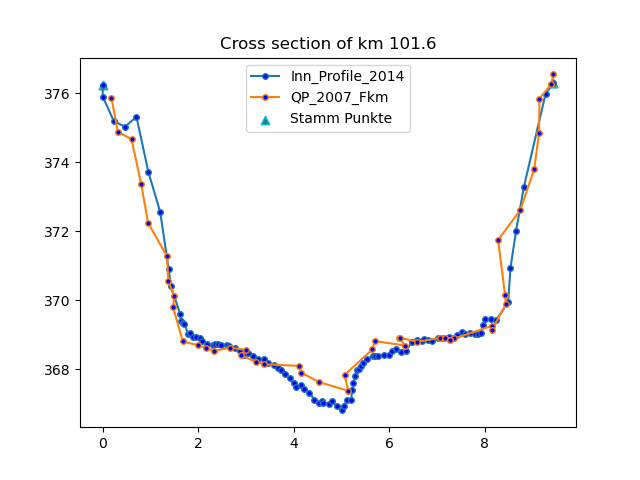 Cross section of km 101.6
Inn_Profile_2014
QP_2007_Fkm
Stamm Punkte
376
374
372
370
368
0 2 4 6 8